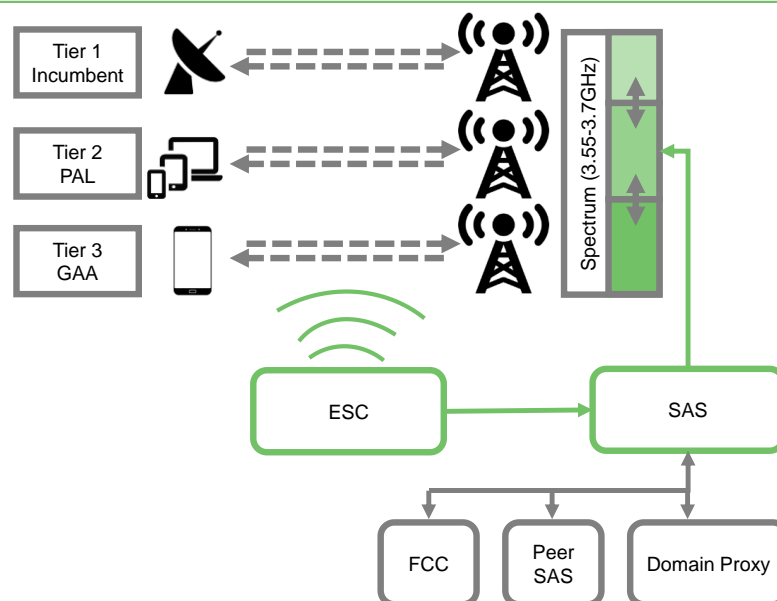 Tier 1
Incumbent
Tier 2
PAL
Tier 3
GAA
Spectrum (3.55-3.7GHz)
ESC
SAS
FCC
Peer
SAS
Domain Proxy